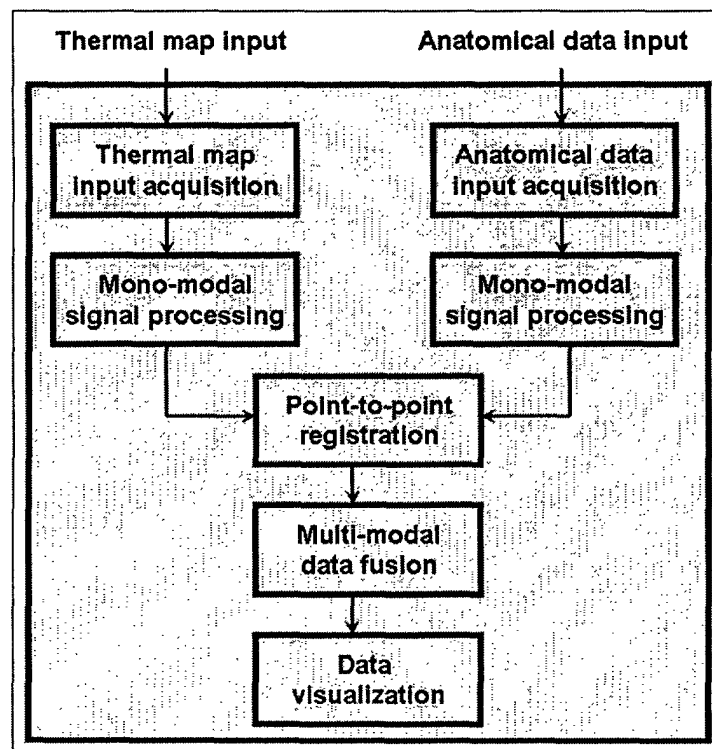 Thermal map input
Anatomical data input
Thermal map
input acquisition
Anatomical data
input acquisition
Mono-modal
signal processing
Mono-modal
signal processing
Point-to-point
registration
Multi-modal
data fusion
Data
visualization